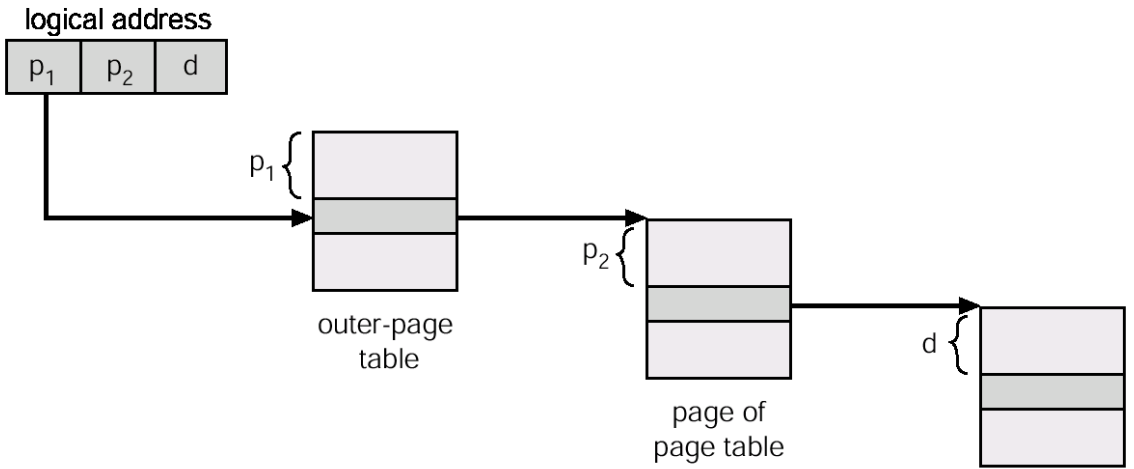 logical address
p₁ p₂ d
p₁
outer-page
table
p₂
page of
page table
d